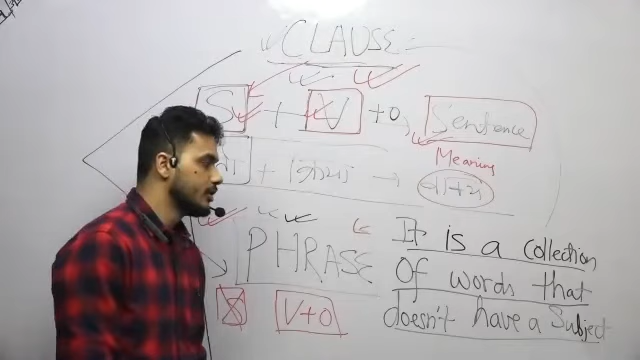 CLAUSE
S + V + O → Sentence
Meaning
+ क्रिया → वाक्य
PHRASE
V+O
It is a collection
Of words that
doesn't have a Subject